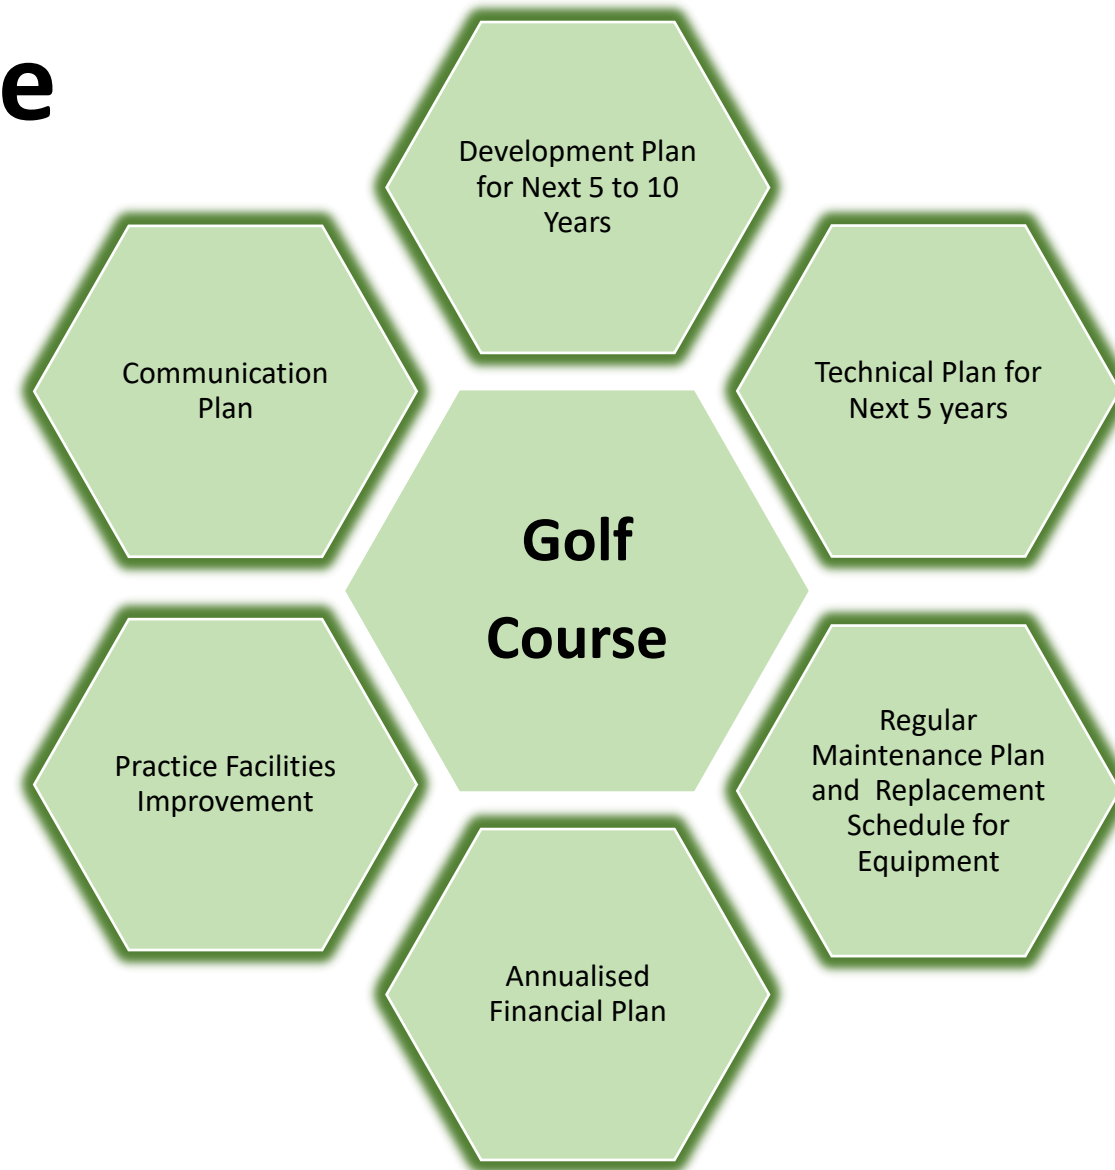 e
Development Plan
for Next 5 to 10
Years
Communication
Plan
Technical Plan for
Next 5 years
Golf
Course
Practice Facilities
Improvement
Regular
Maintenance Plan
and  Replacement
Schedule for
Equipment
Annualised
Financial Plan